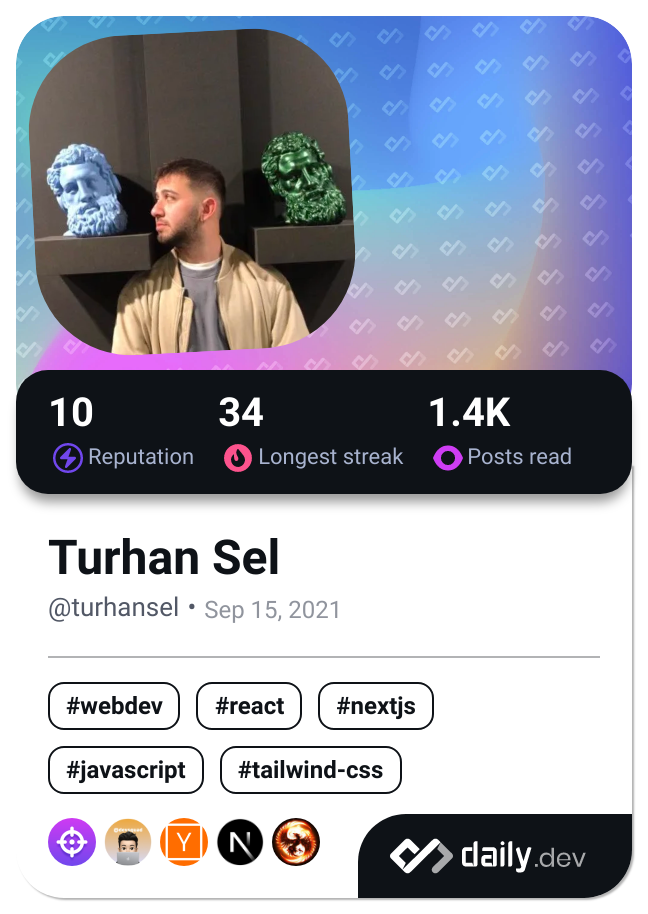 10 34 1.4K
Reputation Longest streak Posts read
Turhan Sel
@turhansel • Sep 15, 2021
#webdev #react #nextjs
#javascript #tailwind-css
Y N
daily.dev